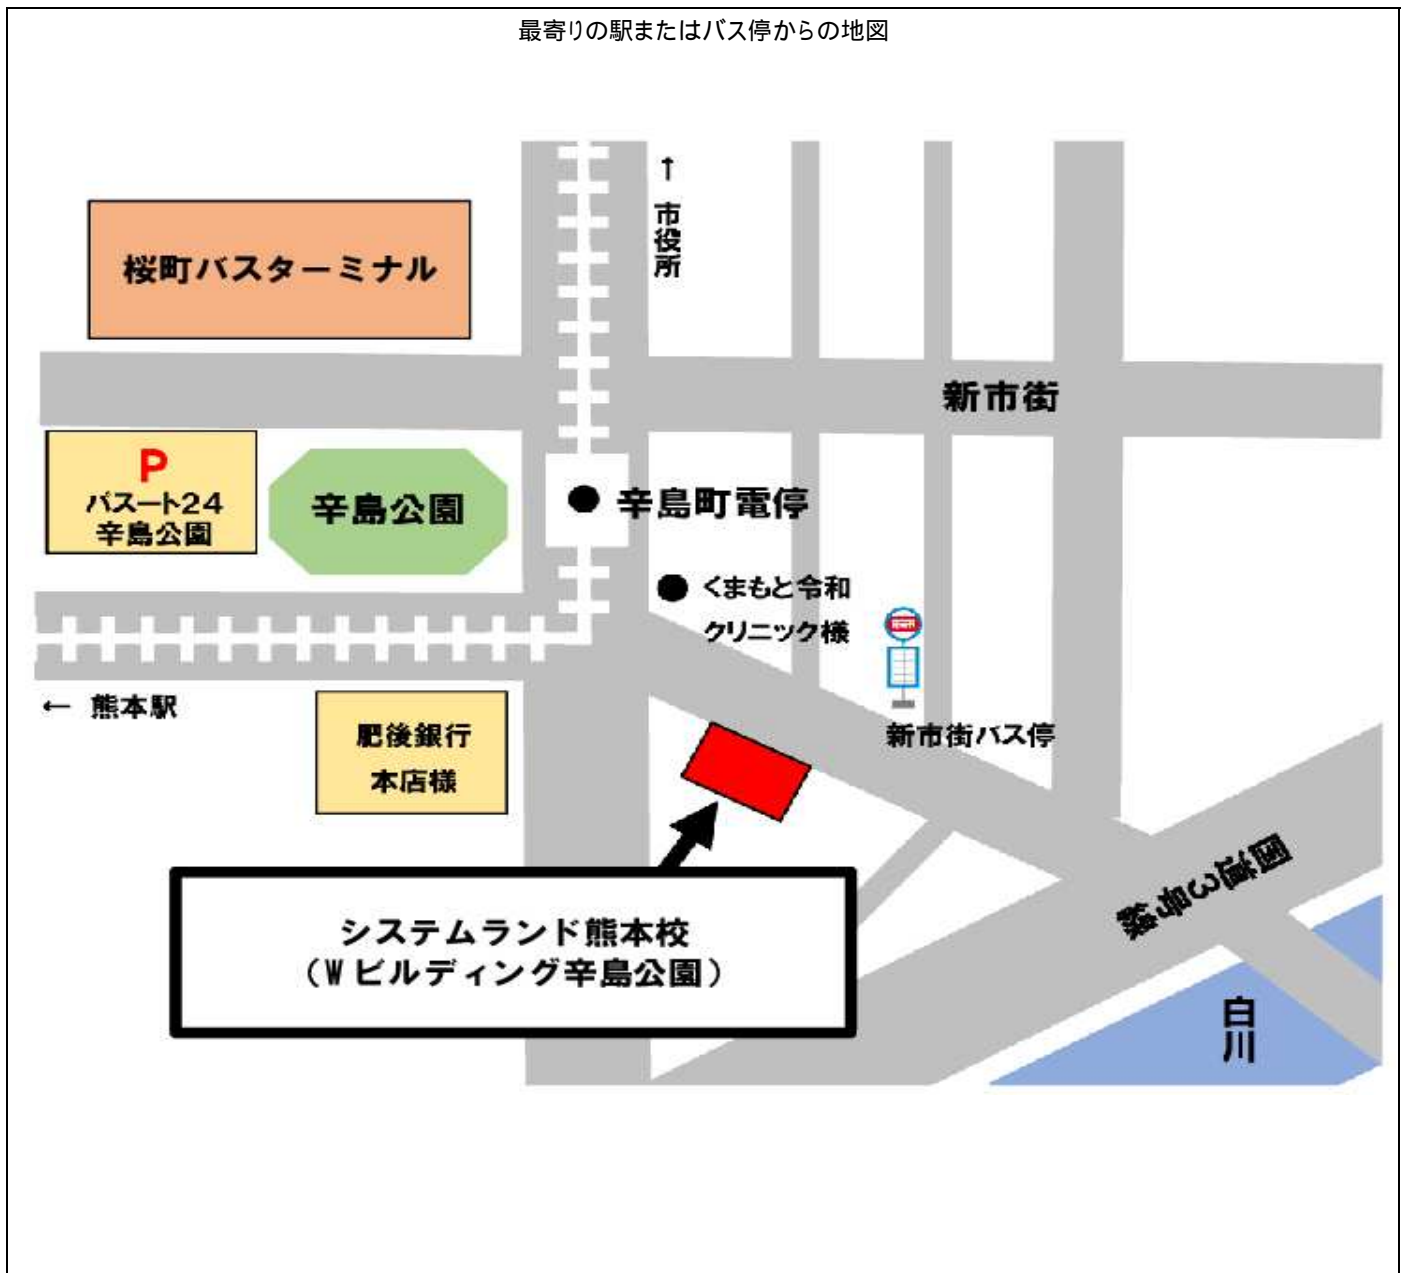 最寄りの駅またはバス停からの地図
↑
市役所
桜町バスターミナル
新市街
P
パスート24
辛島公園
辛島公園
辛島町電停
くまもと令和
クリニック様
← 熊本駅
肥後銀行
本店様
新市街バス停
国道3号線
システムランド熊本校
(Wビルディング辛島公園)
白川